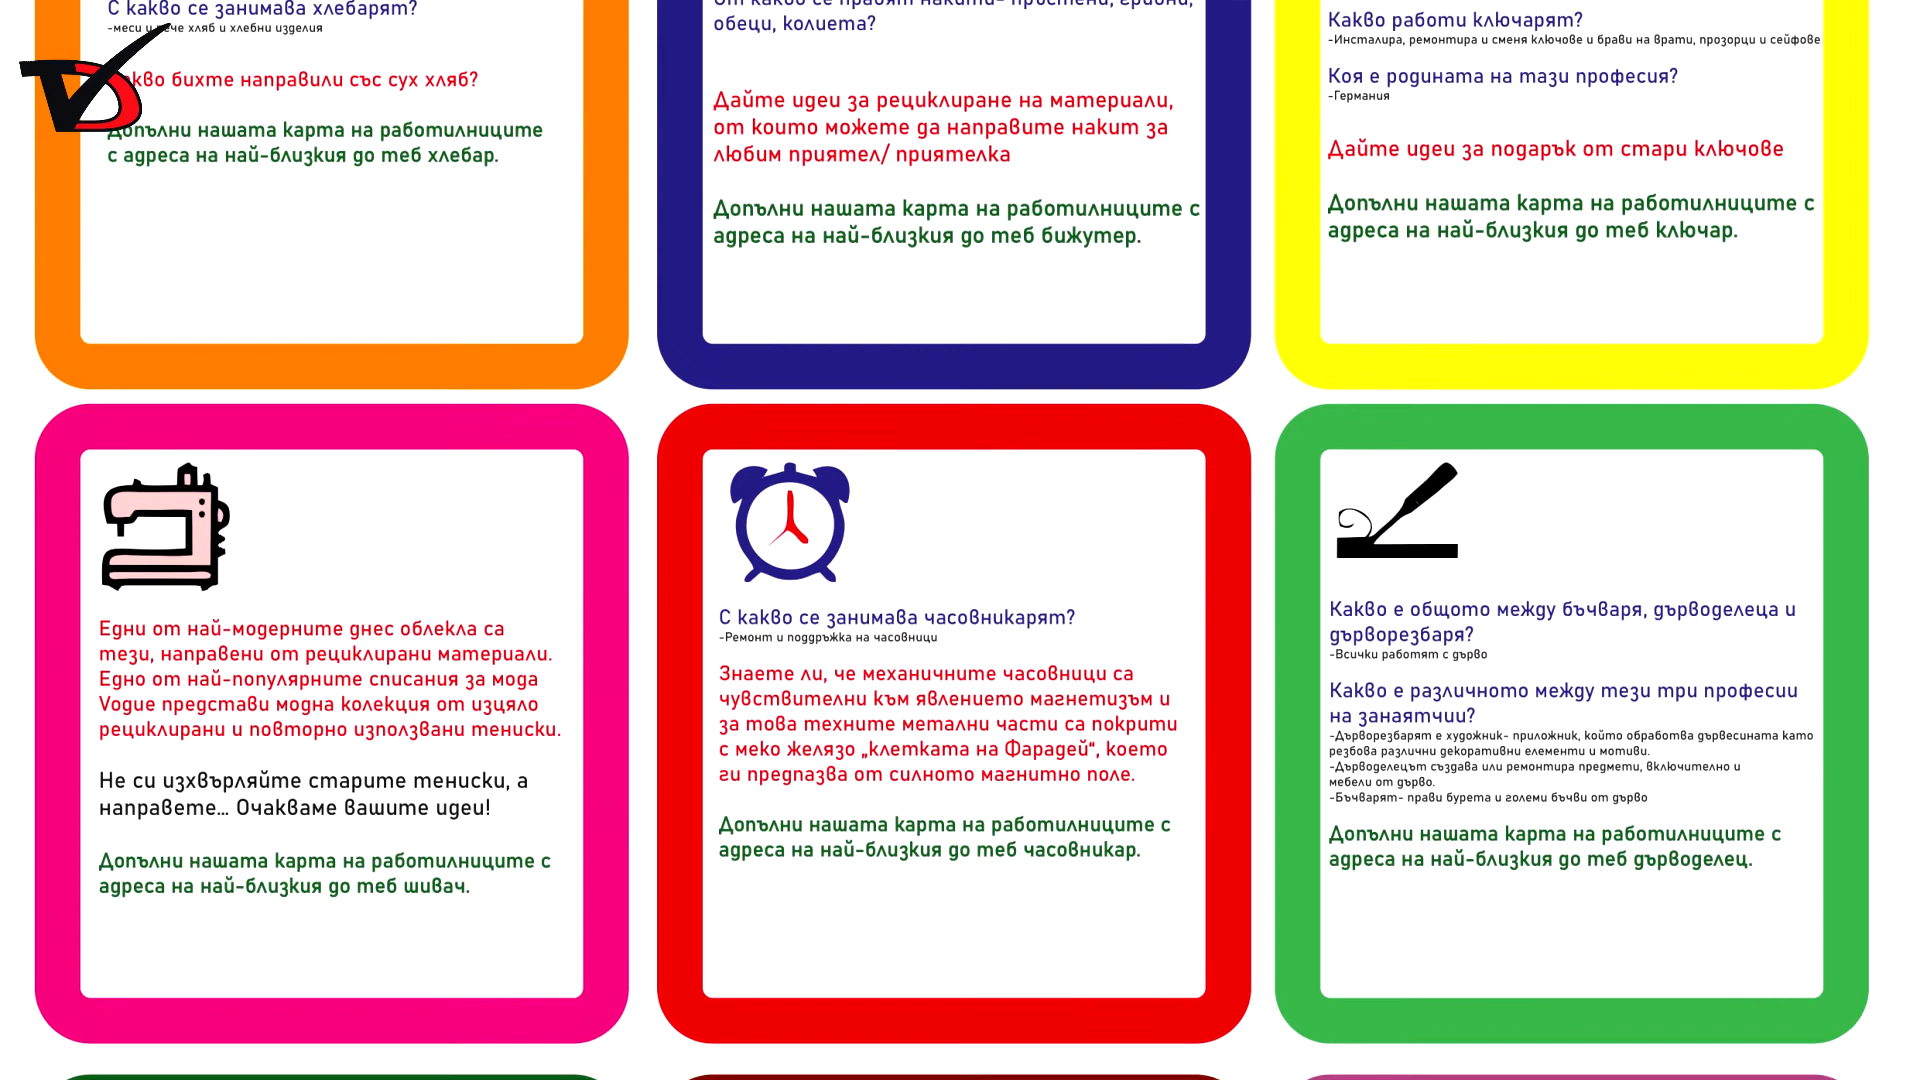 С какво се занимава хлебарят?
-меси и пече хляб и хлебни изделия
Какво бихте направили със сух хляб?
Допълни нашата карта на работилниците
с адреса на най-близкия до теб хлебар.
От какво се правят накити- пръстени, гривни,
обеци, колиета?
Дайте идеи за рециклиране на материали,
от които можете да направите накит за
любим приятел/ приятелка
Допълни нашата карта на работилниците с
адреса на най-близкия до теб бижутер.
Какво работи ключарят?
-Инсталира, ремонтира и сменя ключове и брави на врати, прозорци и сейфове
Коя е родината на тази професия?
-Германия
Дайте идеи за подарък от стари ключове
Допълни нашата карта на работилниците с
адреса на най-близкия до теб ключар.
Едни от най-модерните днес облекла са
тези, направени от рециклирани материали.
Едно от най-популярните списания за мода
Vogue представи модна колекция от изцяло
рециклирани и повторно използвани тениски.
Не си изхвърляйте старите тениски, а
направете... Очакваме вашите идеи!
Допълни нашата карта на работилниците с
адреса на най-близкия до теб шивач.
С какво се занимава часовникарят?
-Ремонт и поддръжка на часовници
Знаете ли, че механичните часовници са
чувствителни към явлението магнетизъм и
за това техните метални части са покрити
с меко желязо „клетката на Фарадей“, което
ги предпазва от силното магнитно поле.
Допълни нашата карта на работилниците с
адреса на най-близкия до теб часовникар.
Какво е общото между бъчваря, дърводелеца и
дърворезбаря?
-Всички работят с дърво
Какво е различното между тези три професии
на занаятчии?
-Дърворезбарят е художник- приложник, който обработва дървесината като
резбова различни декоративни елементи и мотиви.
-Дърводелецът създава или ремонтира предмети, включително и
мебели от дърво.
-Бъчварят- прави бурета и големи бъчви от дърво
Допълни нашата карта на работилниците с
адреса на най-близкия до теб дърводелец.